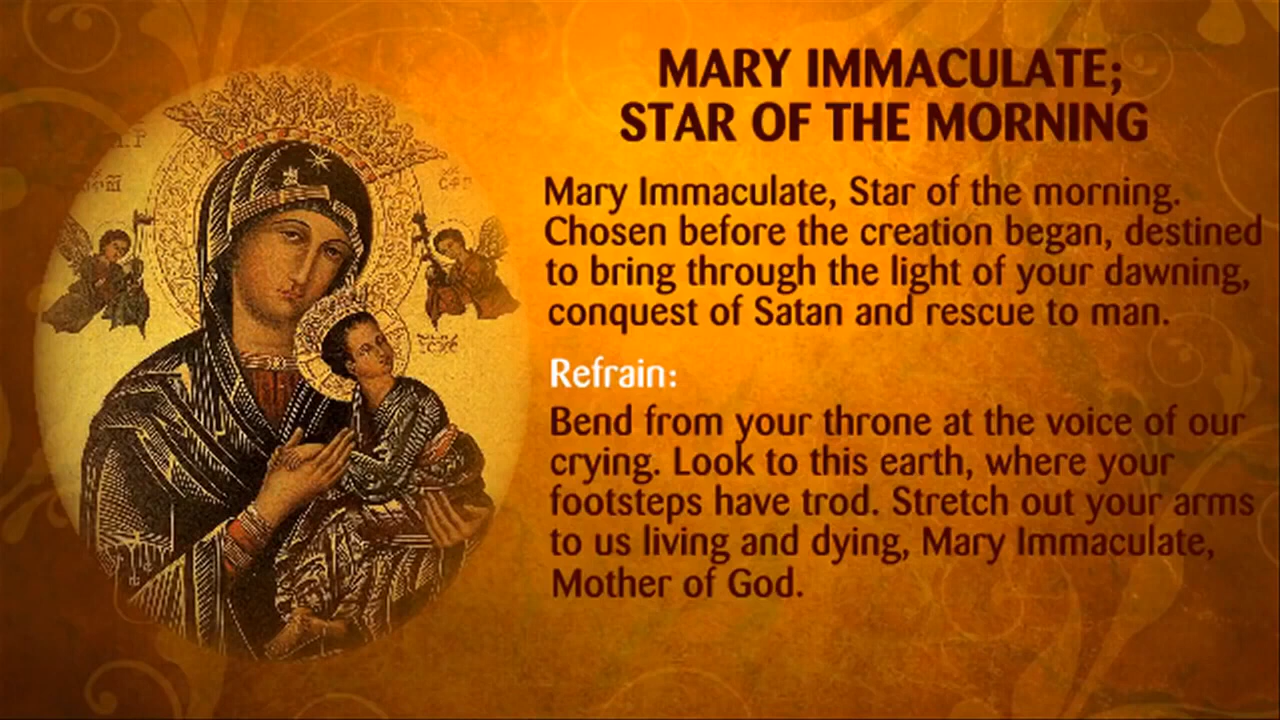 MARY IMMACULATE;
STAR OF THE MORNING
Mary Immaculate, Star of the morning.
Chosen before the creation began, destined
to bring through the light of your dawning,
conquest of Satan and rescue to man.
Refrain:
Bend from your throne at the voice of our
crying. Look to this earth, where your
footsteps have trod. Stretch out your arms
to us living and dying, Mary Immaculate,
Mother of God.